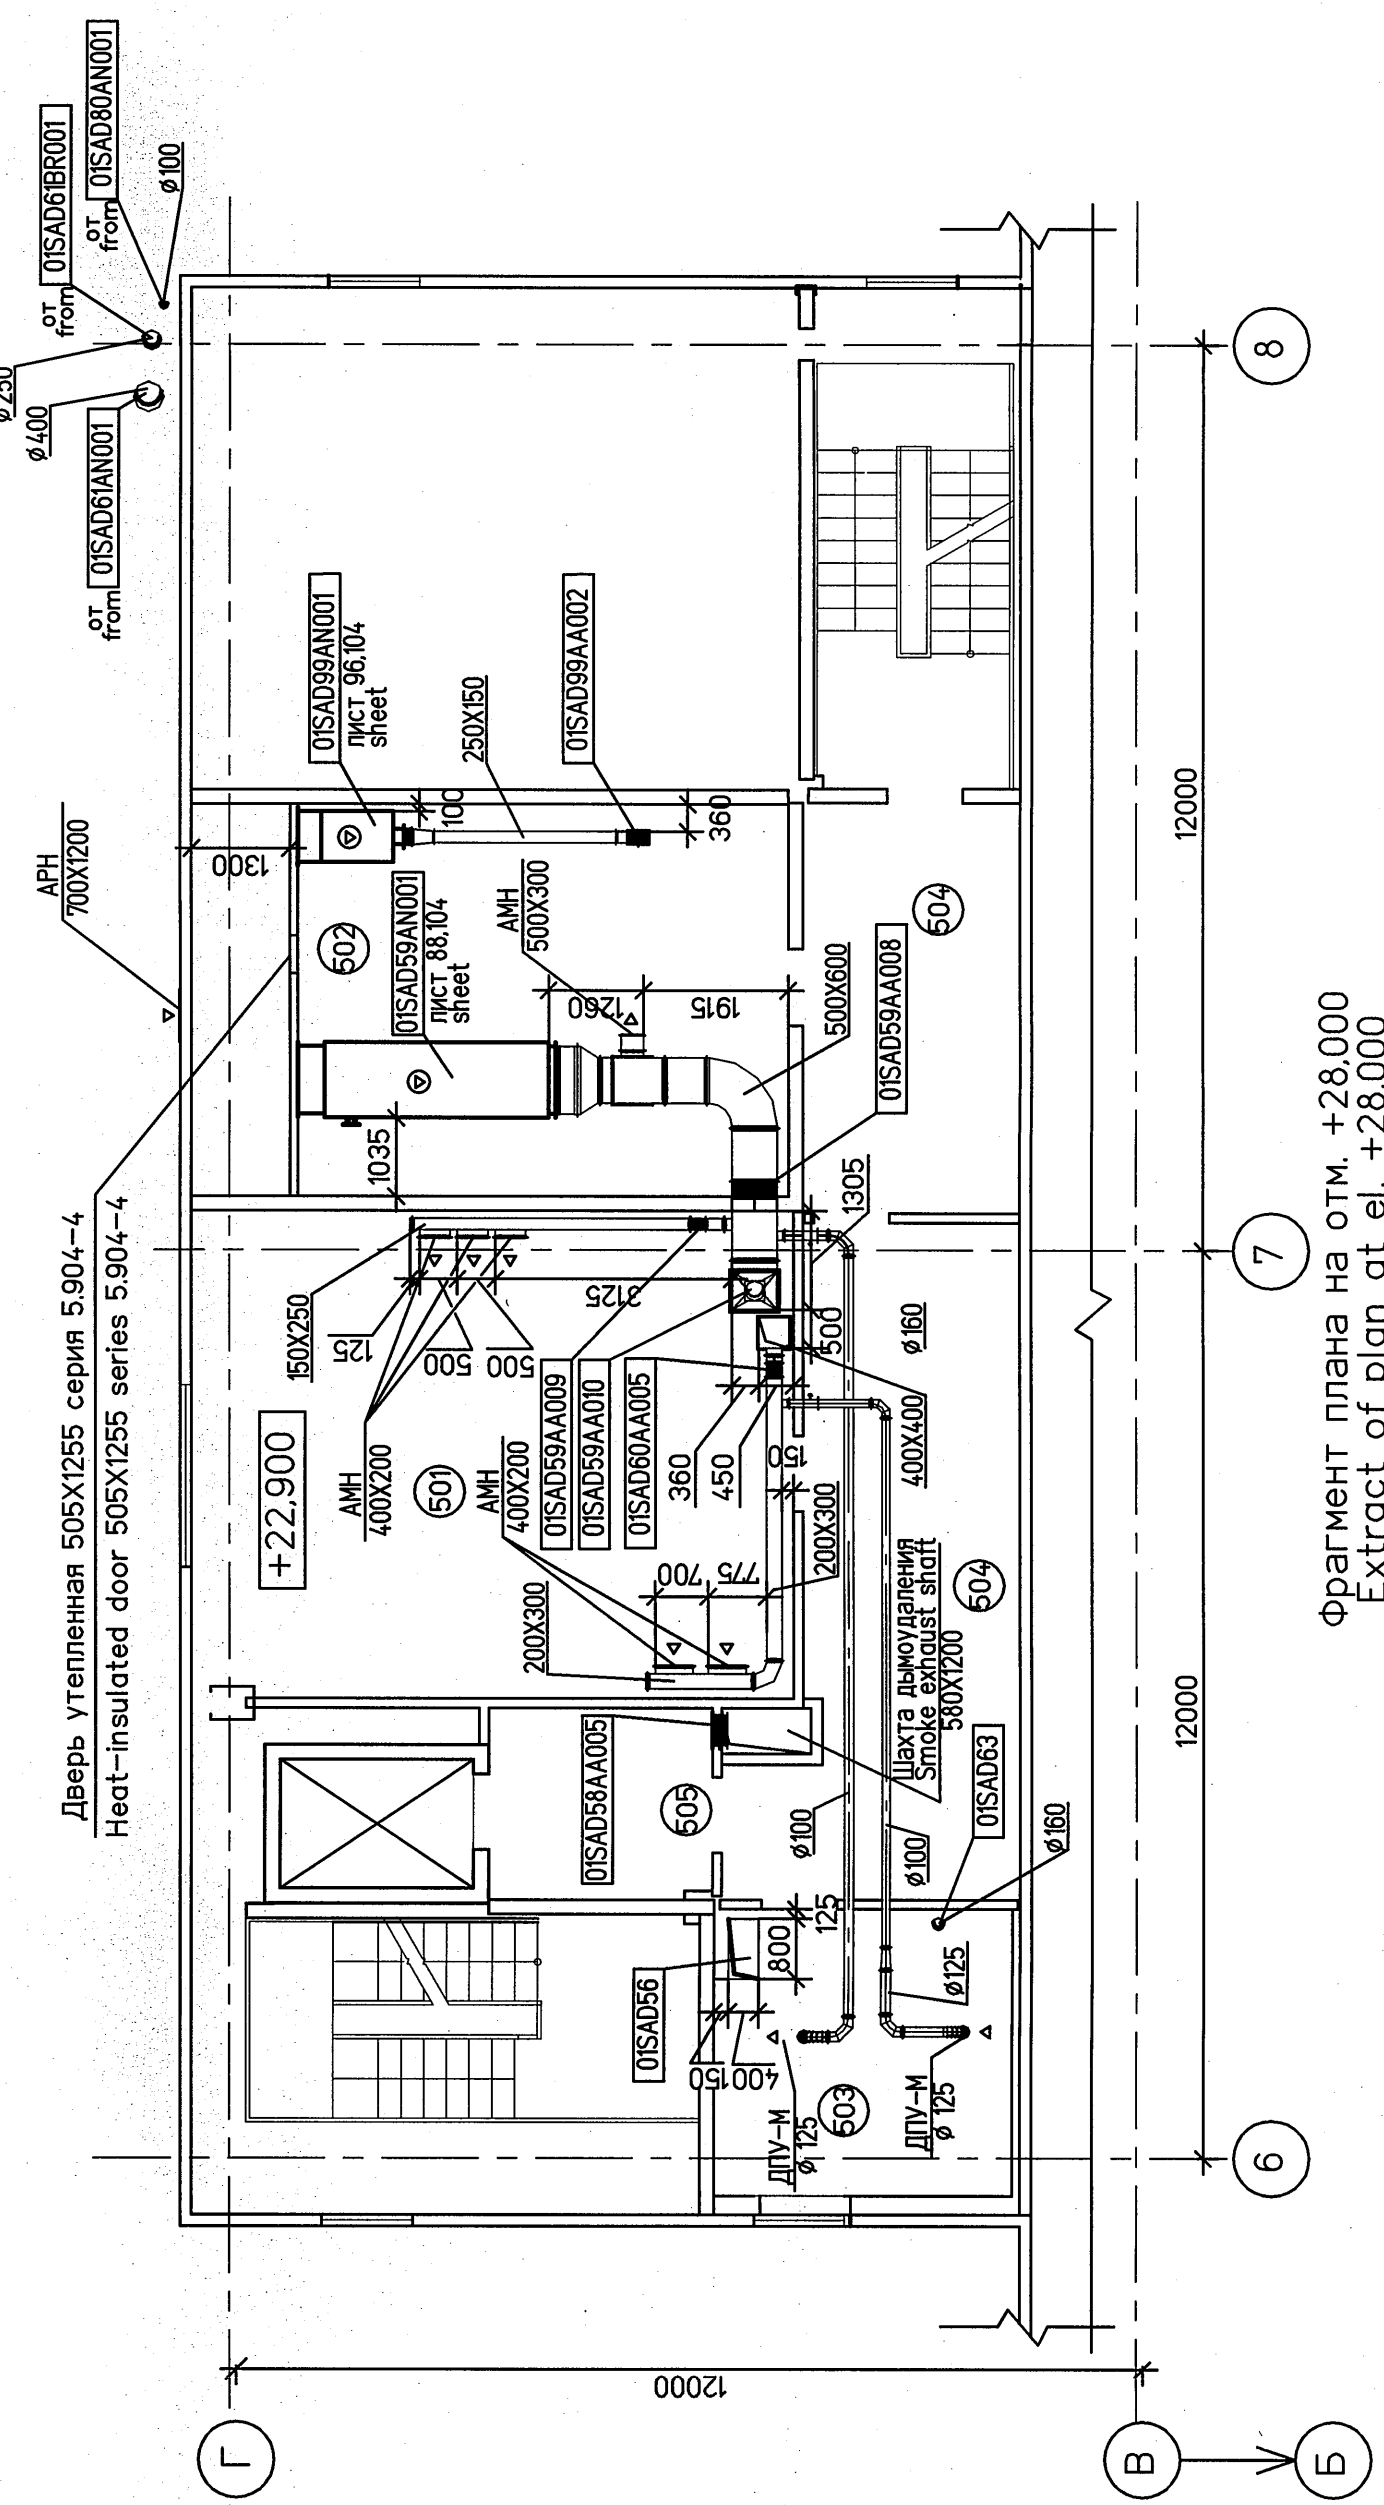 Дверь утепленная 505X1255 серия 5.904-4
Heat-insulated door 505X1255 series 5.904-4
АРН
700X1200
ø400
от
from
01SAD61AN001
от
from
01SAD61BR001
от
from
01SAD80AN001
ø100
+22,900
150X250
125
500
500
3125
АМН
400X200
501
АМН
400X200
01SAD59AA009
01SAD59AA010
01SAD60AA005
360
450
150
200X300
700
775
200X300
1300
502
01SAD59AN001
лист 88,104
sheet
1035
АМН
500X300
1260
1915
500X600
01SAD59AA008
1305
500
400X400
ø160
01SAD99AN001
лист 96,104
sheet
100
250X150
01SAD99AA002
360
504
504
Шахта дымоудаления
Smoke exhaust shaft
580X1200
01SAD58AA005
505
01SAD63
ø160
ø100
ø100
ø125
01SAD56
125
800
150
400
ДПУ-М
ø 125
503
ДПУ-М
ø 125
12000
12000
12000
6
7
8
Г
В
Б
Фрагмент плана на отм. +28,000
Extract of plan at el. +28,000